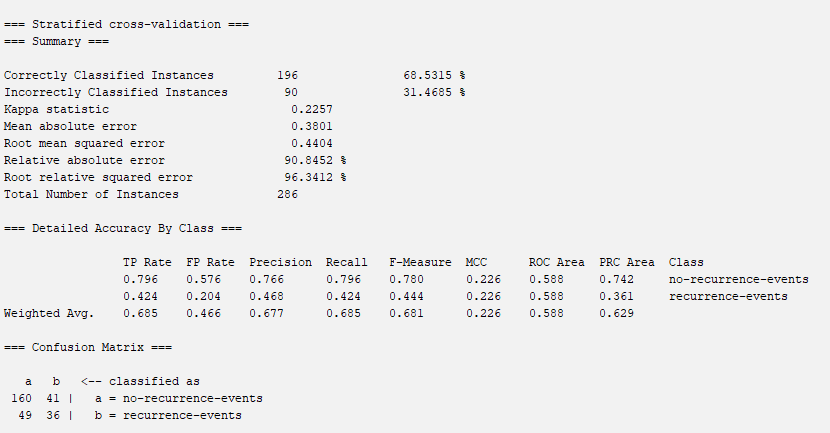 === Stratified cross-validation ===
=== Summary ===
Correctly Classified Instances 196 68.5315 %
Incorrectly Classified Instances 90 31.4685 %
Kappa statistic 0.2257
Mean absolute error 0.3801
Root mean squared error 0.4404
Relative absolute error 90.8452 %
Root relative squared error 96.3412 %
Total Number of Instances 286
=== Detailed Accuracy By Class ===
TP Rate FP Rate Precision Recall F-Measure MCC ROC Area PRC Area Class
0.796 0.576 0.766 0.796 0.780 0.226 0.588 0.742 no-recurrence-events
0.424 0.204 0.468 0.424 0.444 0.226 0.588 0.361 recurrence-events
Weighted Avg. 0.685 0.466 0.677 0.685 0.681 0.226 0.588 0.629
=== Confusion Matrix ===
a b <-- classified as
160 41 | a = no-recurrence-events
49 36 | b = recurrence-events